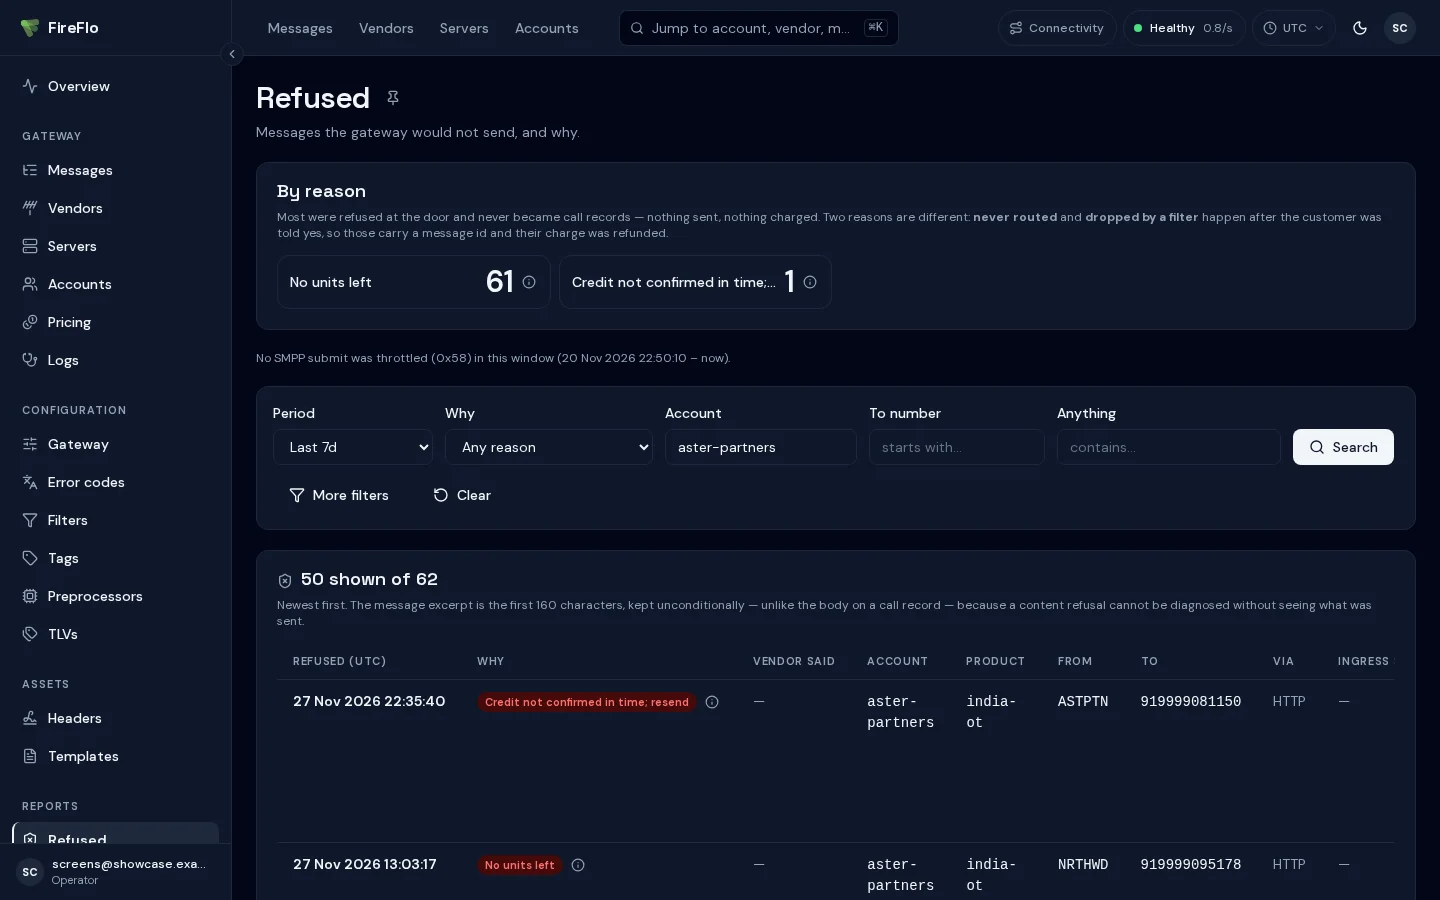 FireFlo
Messages Vendors Servers Accounts
Jump to account, vendor, m... ⌘K
Connectivity
Healthy 0.8/s
UTC
SC
Overview
GATEWAY
Messages
Vendors
Servers
Accounts
Pricing
Logs
CONFIGURATION
Gateway
Error codes
Filters
Tags
Preprocessors
TLVs
ASSETS
Headers
Templates
REPORTS
Refused
SC screens@showcase.exa...
Operator
Refused
Messages the gateway would not send, and why.
By reason
Most were refused at the door and never became call records — nothing sent, nothing charged. Two reasons are different: never routed and dropped by a filter happen after the customer was
told yes, so those carry a message id and their charge was refunded.
No units left 61
Credit not confirmed in time;... 1
No SMPP submit was throttled (0x58) in this window (20 Nov 2026 22:50:10 – now).
Period Why Account To number Anything
Last 7d Any reason aster-partners starts with... contains... Search
More filters Clear
50 shown of 62
Newest first. The message excerpt is the first 160 characters, kept unconditionally — unlike the body on a call record — because a content refusal cannot be diagnosed without seeing what was
sent.
REFUSED (UTC) WHY VENDOR SAID ACCOUNT PRODUCT FROM TO VIA INGRESS
27 Nov 2026 22:35:40 Credit not confirmed in time; resend — aster- india- ASTPTN 919999081150 HTTP —
partners ot
27 Nov 2026 13:03:17 No units left — aster- india- NRTHWD 919999095178 HTTP —
partners ot